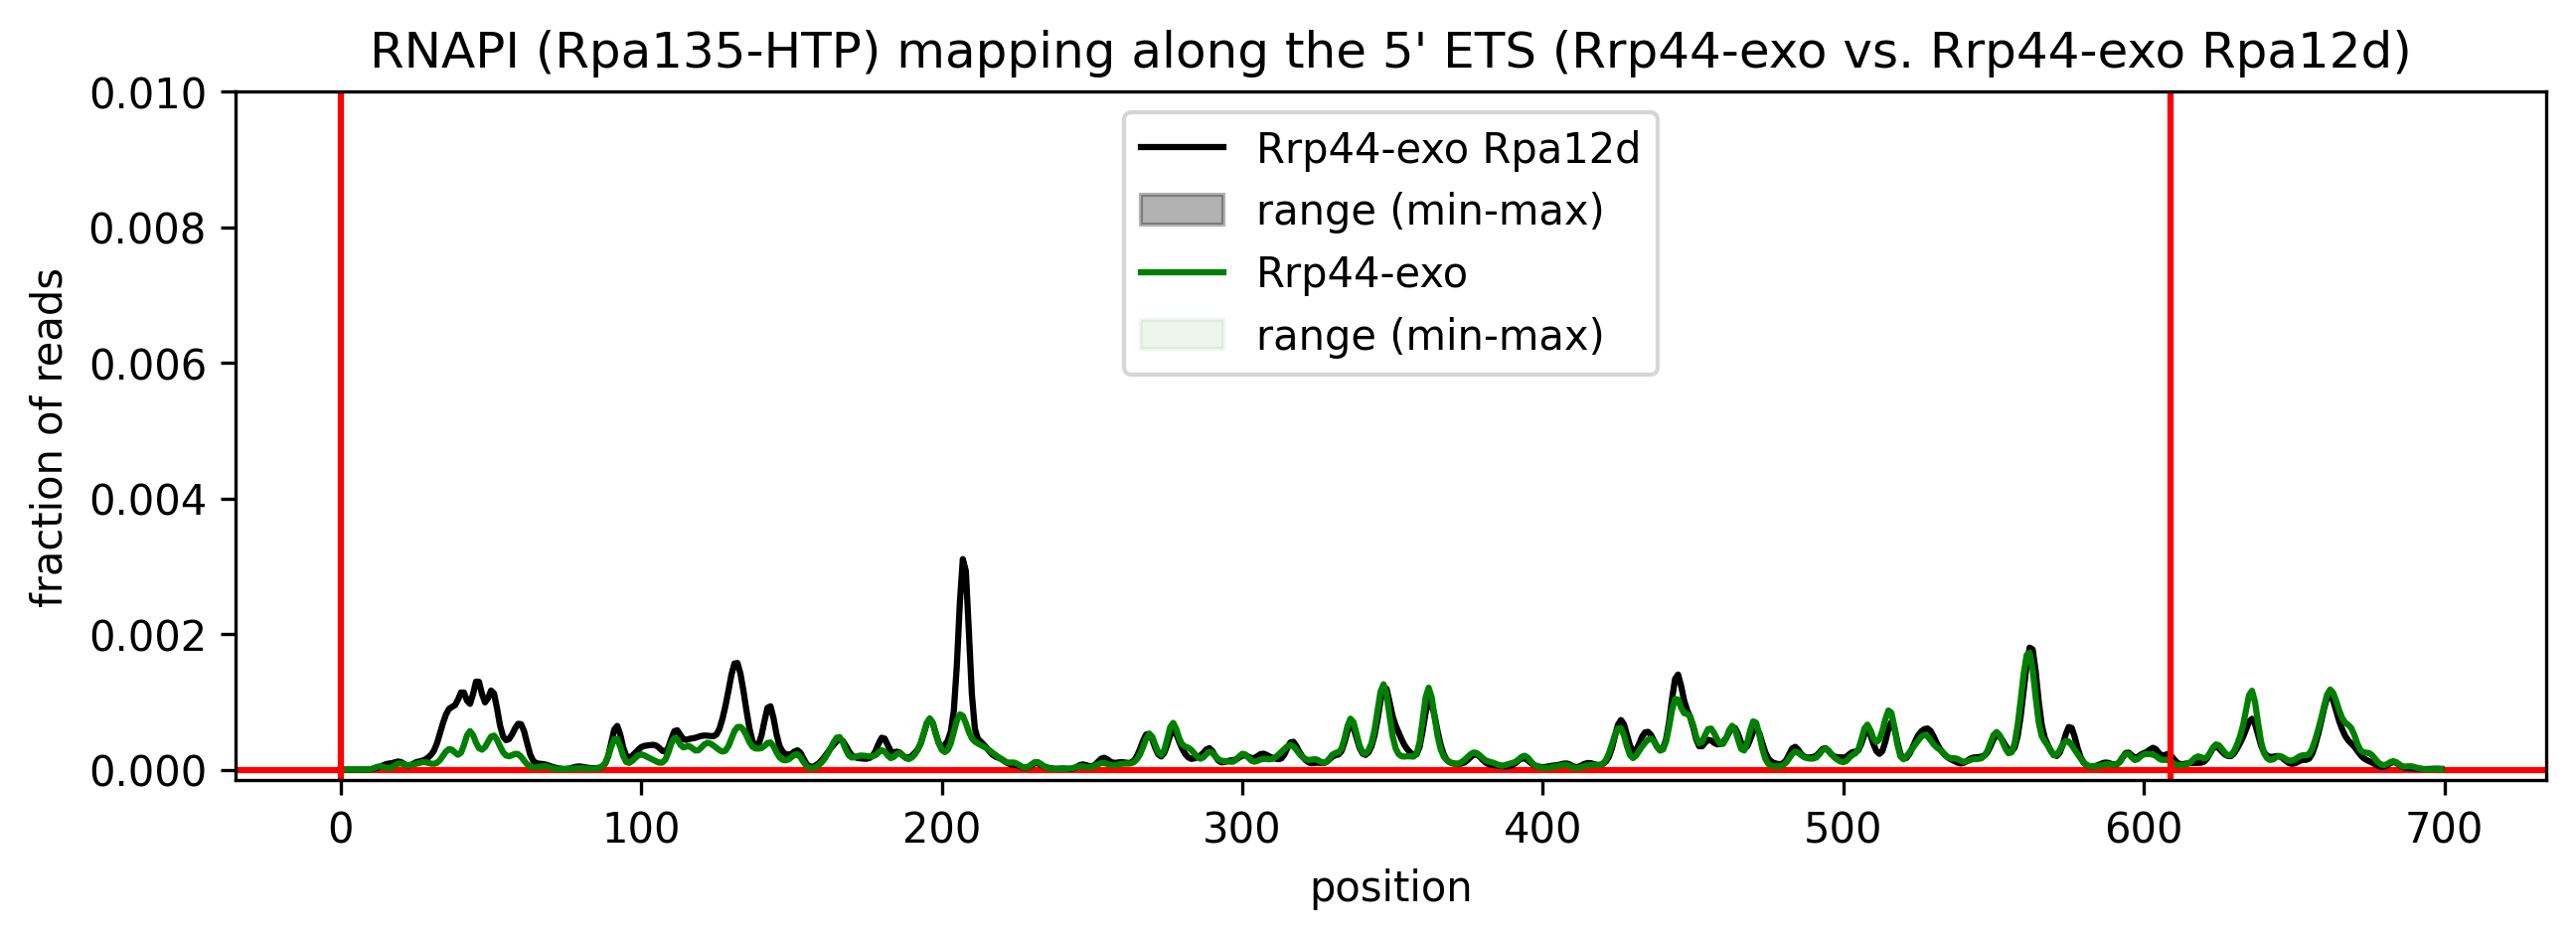 RNAPI (Rpa135-HTP) mapping along the 5' ETS (Rrp44-exo vs. Rrp44-exo Rpa12d)
0.010
0.008
0.006
0.004
0.002
0.000
fraction of reads
Rrp44-exo Rpa12d
range (min-max)
Rrp44-exo
range (min-max)
0 100 200 300 400 500 600 700
position